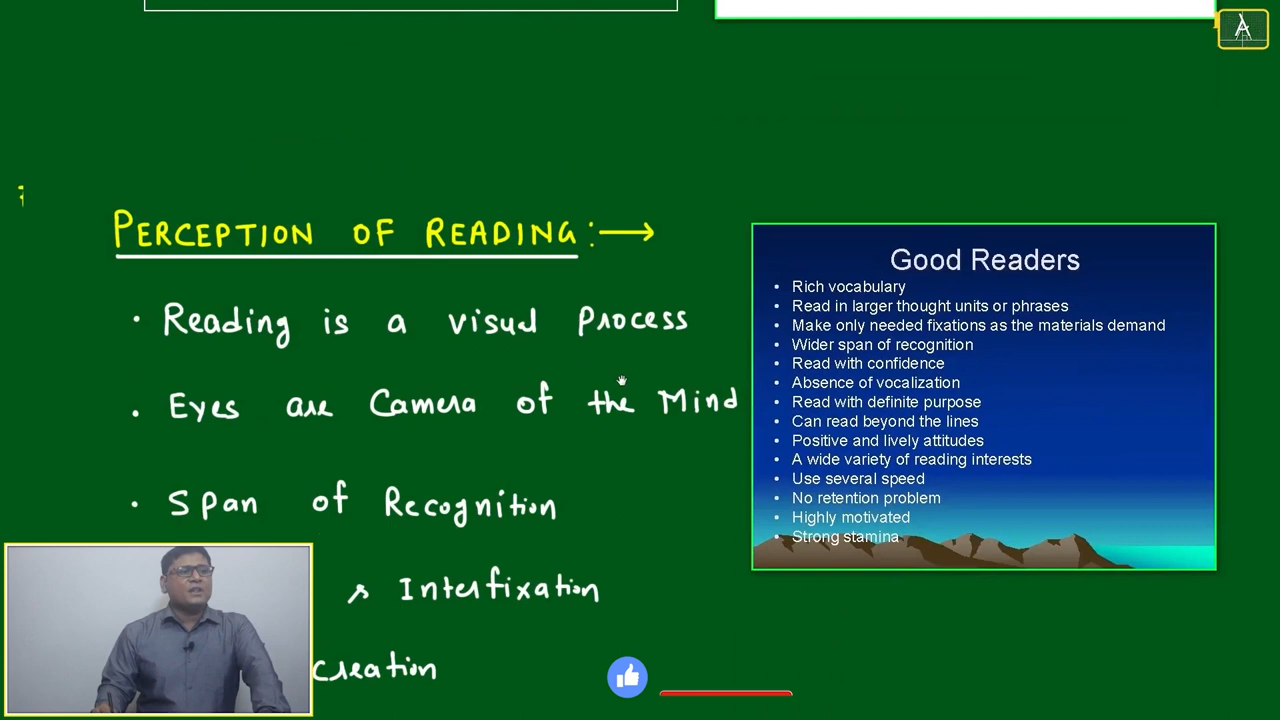 PERCEPTION OF READING:→
• Reading is a visual process
• Eyes are Camera of the Mind
• Span of Recognition
Interfixation
creation
Good Readers
• Rich vocabulary
• Read in larger thought units or phrases
• Make only needed fixations as the materials demand
• Wider span of recognition
• Read with confidence
• Absence of vocalization
• Read with definite purpose
• Can read beyond the lines
• Positive and lively attitudes
• A wide variety of reading interests
• Use several speed
• No retention problem
• Highly motivated
• Strong stamina